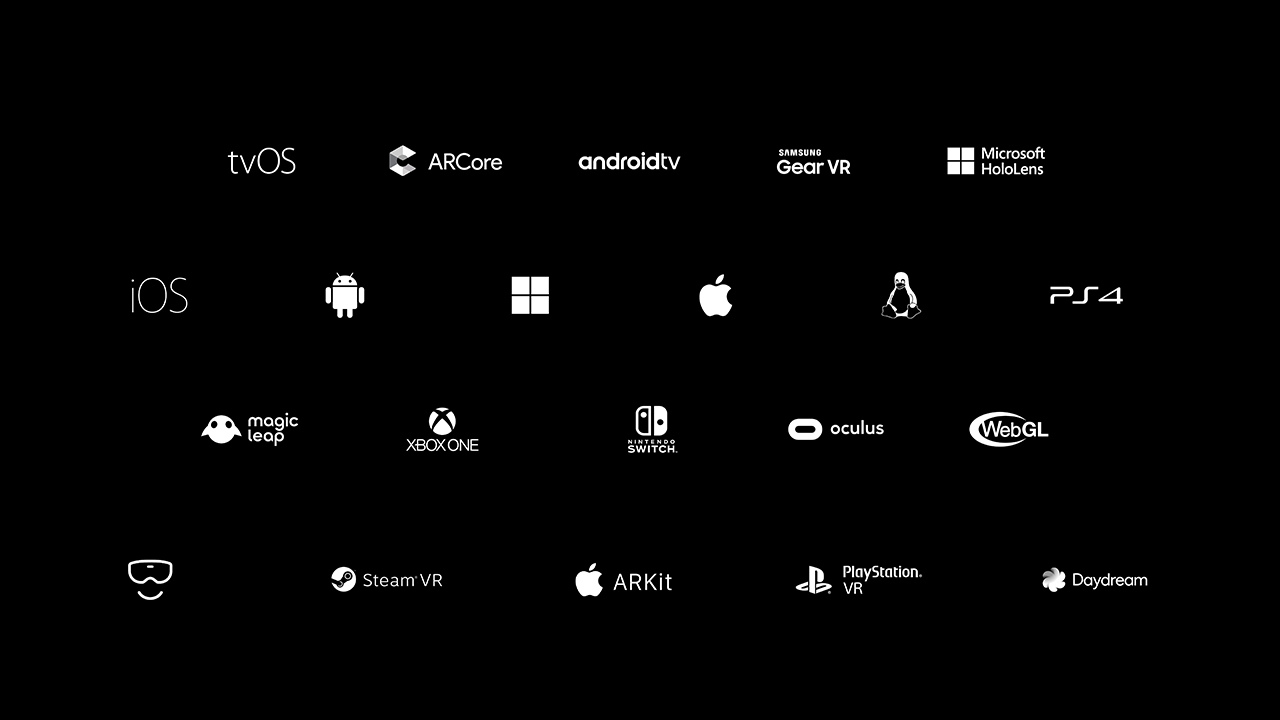 tvOS
ARCore
androidtv
SAMSUNG
Gear VR
Microsoft
HoloLens
iOS
PS4
magic
leap
XBOX ONE
NINTENDO
SWITCH
oculus
WebGL
Steam®VR
ARKit
PlayStation®
VR
Daydream